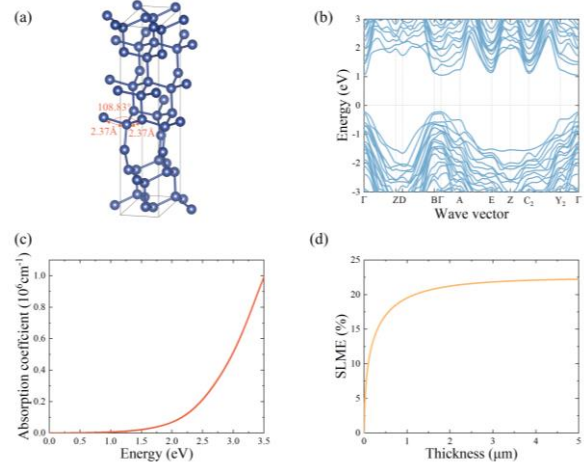 (a)
108.83°
2.37Å 2.37Å
(b)
Energy (eV)
3
2
1
0
-1
-2
-3
Γ ZD BΓ A E Z C₂ Y₂ Γ
Wave vector
(c)
Absorption coefficient (10⁶cm⁻¹)
1.0
0.8
0.6
0.4
0.2
0.0
0.0 0.5 1.0 1.5 2.0 2.5 3.0 3.5
Energy (eV)
(d)
SLME (%)
25
20
15
10
5
0
0 1 2 3 4 5
Thickness (μm)